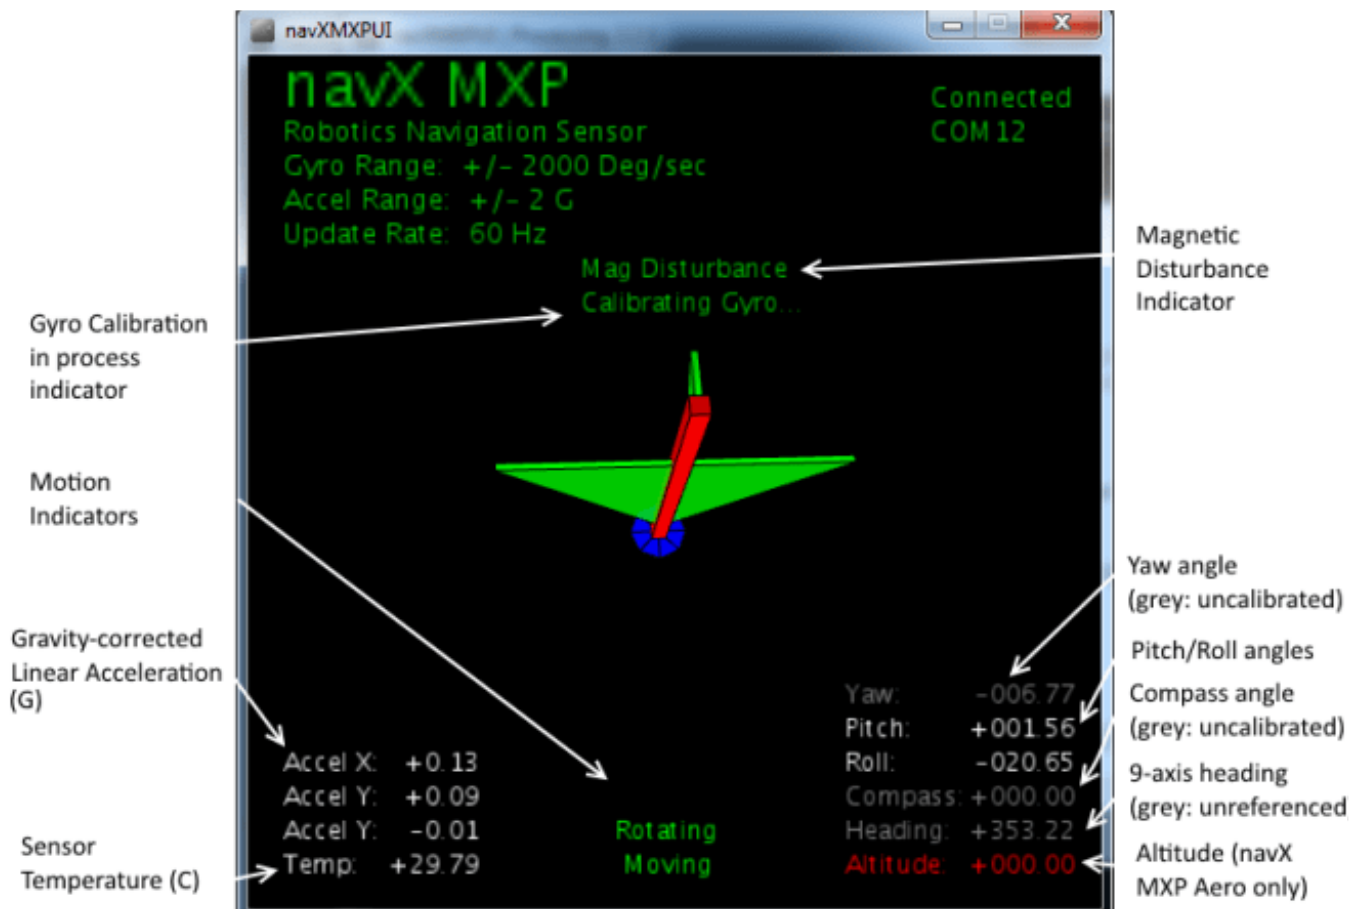 navXMXPUI
navX MXP
Connected
COM 12
Robotics Navigation Sensor
Gyro Range: +/- 2000 Deg/sec
Accel Range: +/- 2 G
Update Rate: 60 Hz
Mag Disturbance
Calibrating Gyro...
Magnetic
Disturbance
Indicator
Gyro Calibration
in process
indicator
Motion
Indicators
Gravity-corrected
Linear Acceleration
(G)
Sensor
Temperature (C)
Accel X: +0.13
Accel Y: +0.09
Accel Y: -0.01
Temp: +29.79
Rotating
Moving
Yaw: -006.77
Pitch: +001.56
Roll: -020.65
Compass: +000.00
Heading: +353.22
Altitude: +000.00
Yaw angle
(grey: uncalibrated)
Pitch/Roll angles
Compass angle
(grey: uncalibrated)
9-axis heading
(grey: unreferenced
Altitude (navX
MXP Aero only)